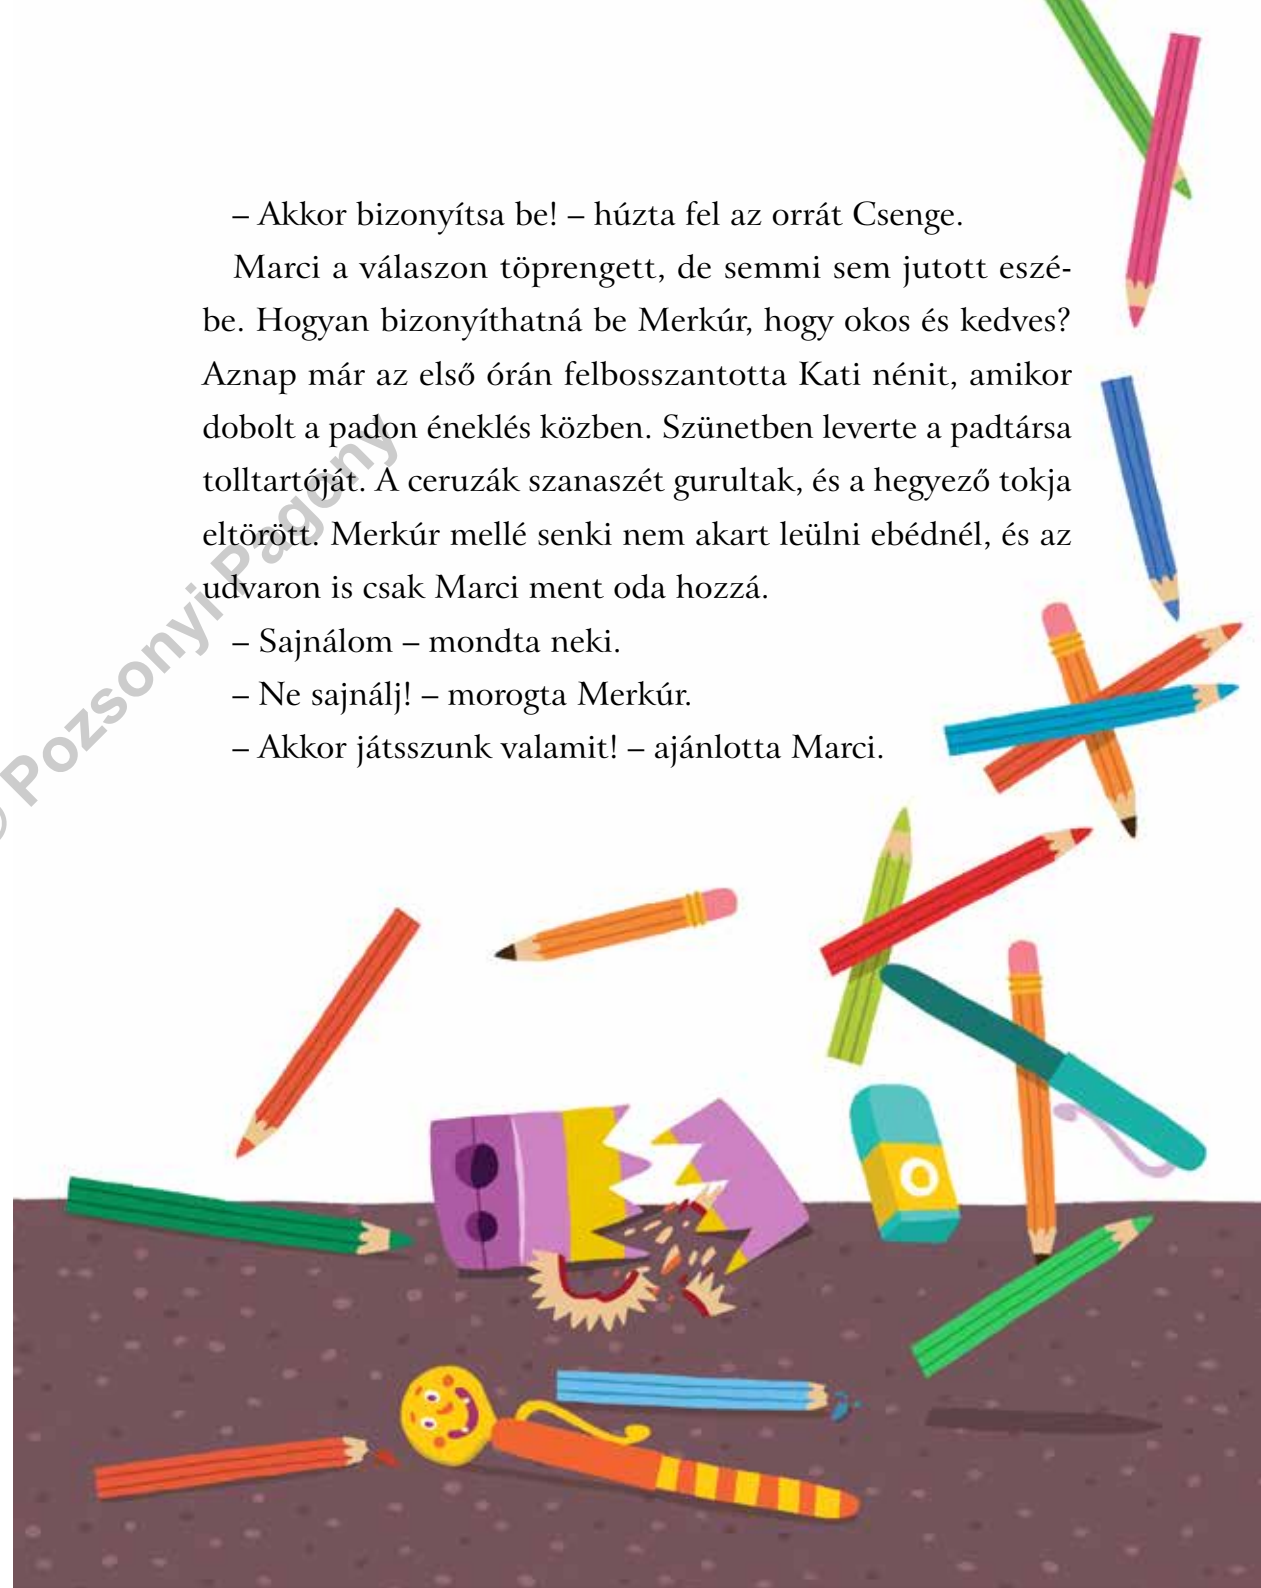 – Akkor bizonyítsa be! – húzta fel az orrát Csenge.
Marci a válaszon töprengett, de semmi sem jutott eszé-
be. Hogyan bizonyíthatná be Merkúr, hogy okos és kedves?
Aznap már az első órán felbosszantotta Kati nénit, amikor
dobolt a padon éneklés közben. Szünetben leverte a padtársa
tolltartóját. A ceruzák szanaszét gurultak, és a hegyező tokja
eltörött. Merkúr mellé senki nem akart leülni ebédnél, és az
udvaron is csak Marci ment oda hozzá.
– Sajnálom – mondta neki.
– Ne sajnálj! – morogta Merkúr.
– Akkor játsszunk valamit! – ajánlotta Marci.
© Pozsonyi Pagony